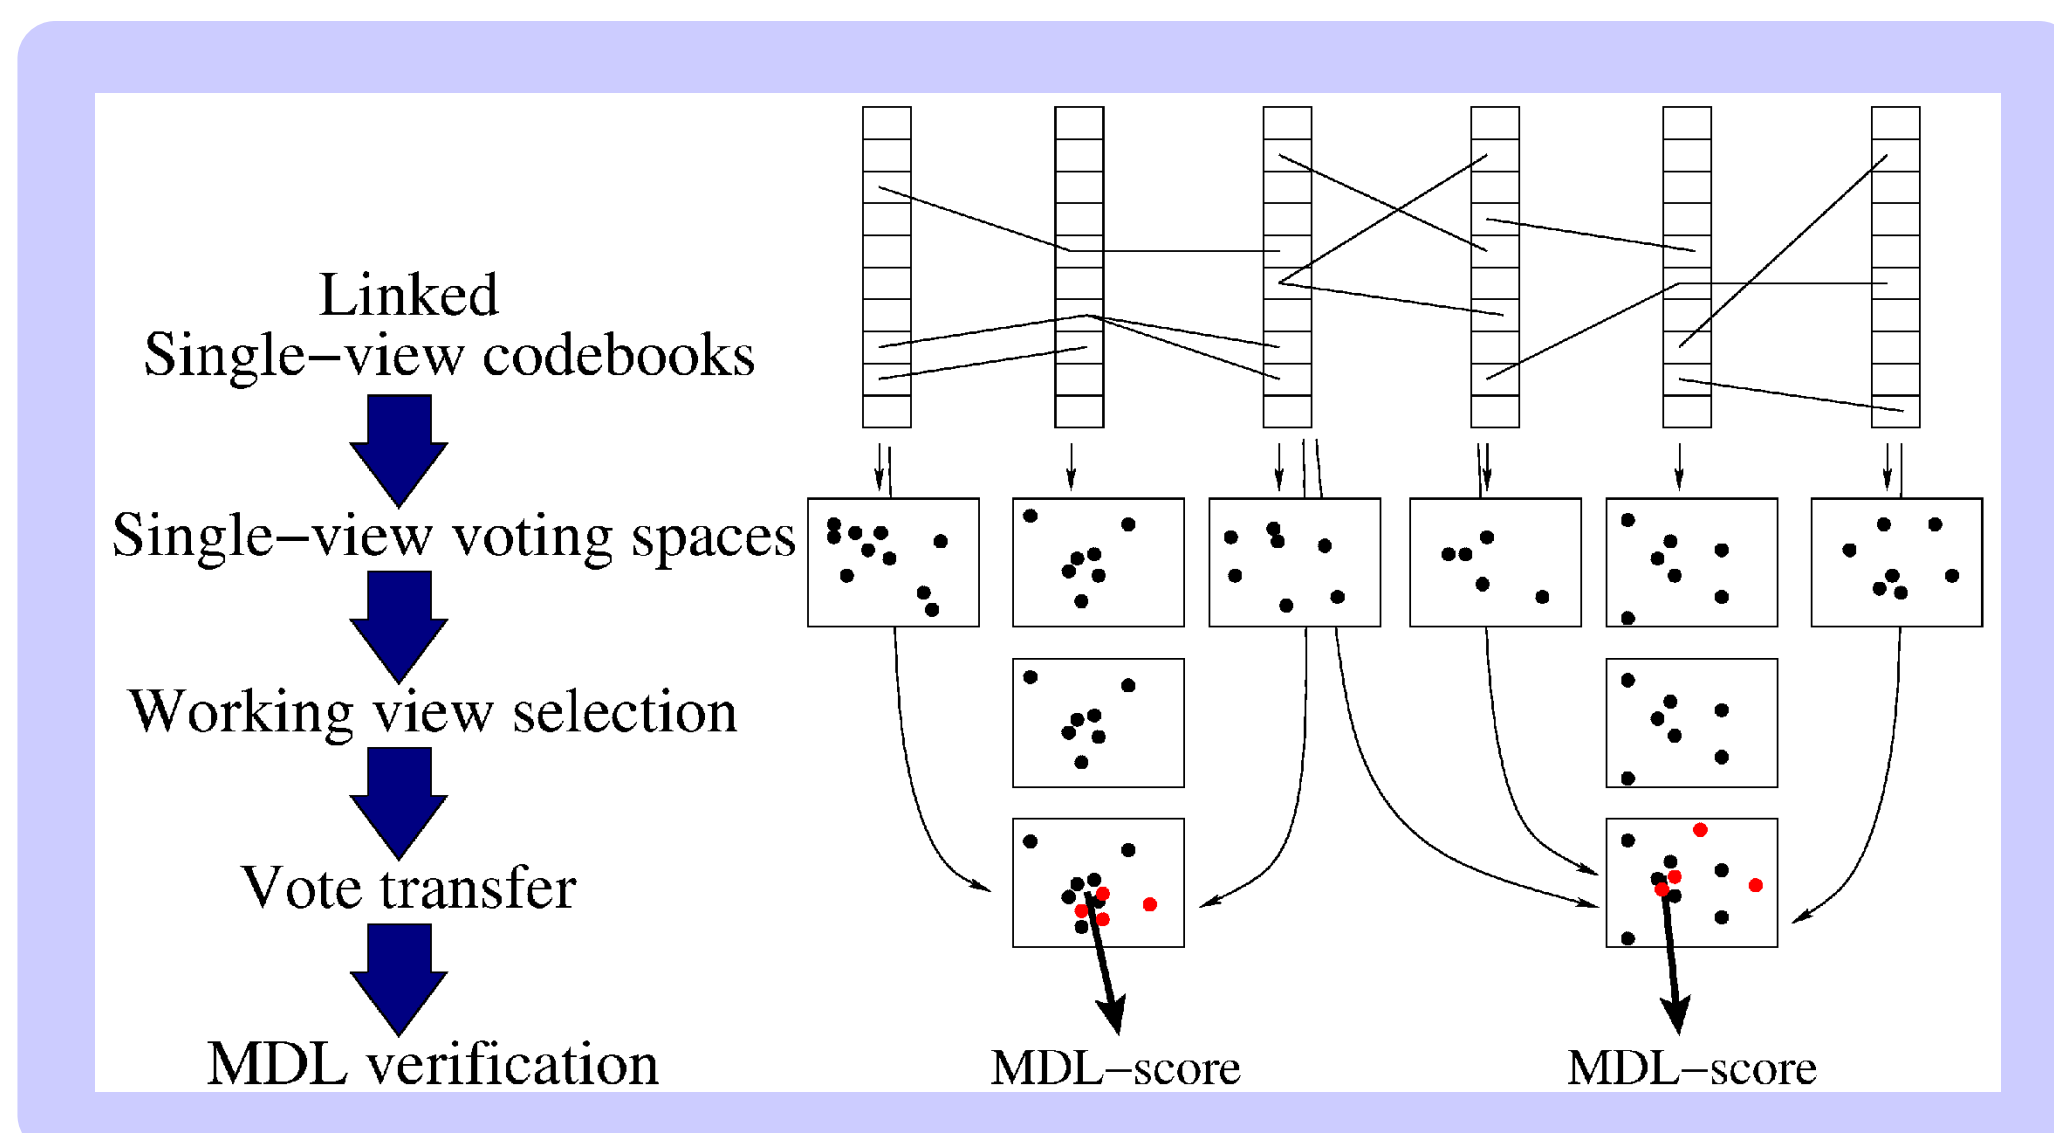 Linked
Single−view codebooks
Single−view voting spaces
Working view selection
Vote transfer
MDL verification
MDL−score
MDL−score